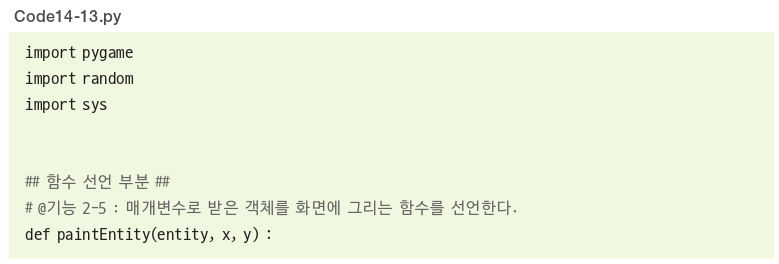 Code14-13.py
import pygame
import random
import sys
## 함수 선언 부분 ##
# @기능 2-5 : 매개변수로 받은 객체를 화면에 그리는 함수를 선언한다.
def paintEntity(entity, x, y) :